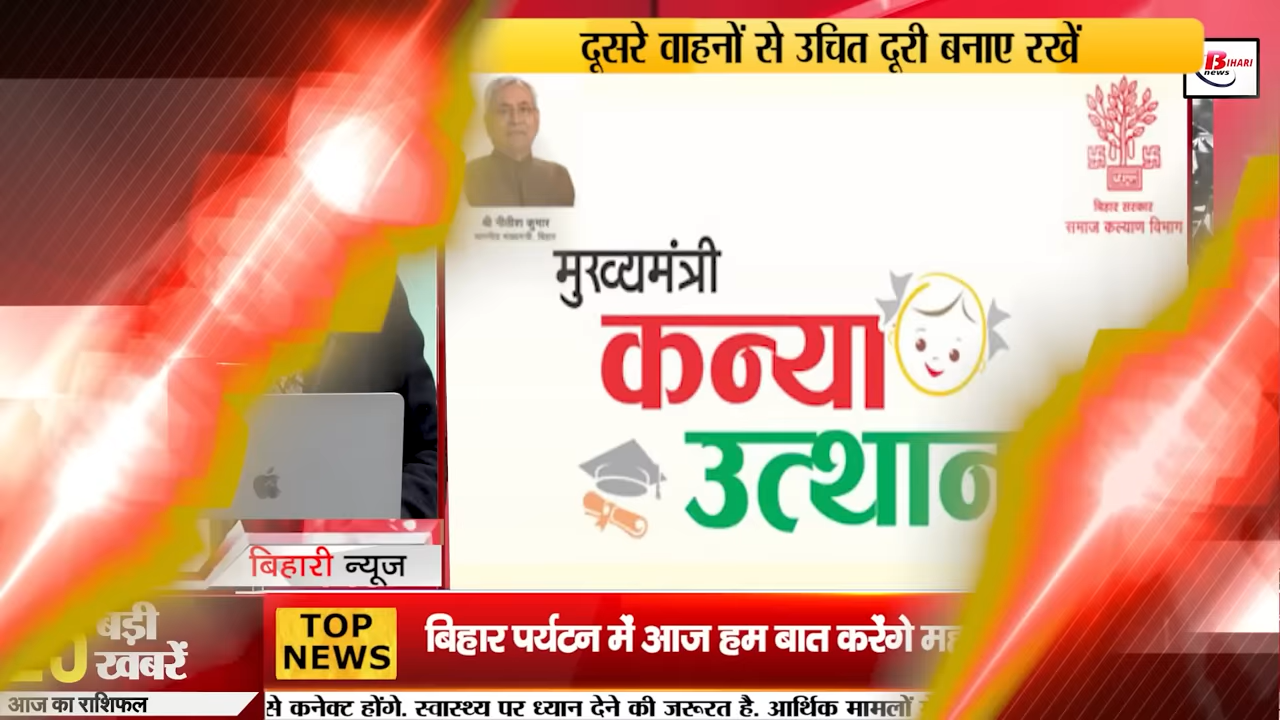 दूसरे वाहनों से उचित दूरी बनाए रखें
BIHARI
news
श्री नीतीश कुमार
बिहार सरकार
समाज कल्याण विभाग
मुख्यमंत्री
कन्या
उत्थान
बिहारी न्यूज
बड़ी
खबरें
TOP
NEWS
बिहार पर्यटन में आज हम बात करेंगे
आज का राशिफल
से कनेक्ट होंगे. स्वास्थ्य पर ध्यान देने की जरूरत है. आर्थिक मामलों